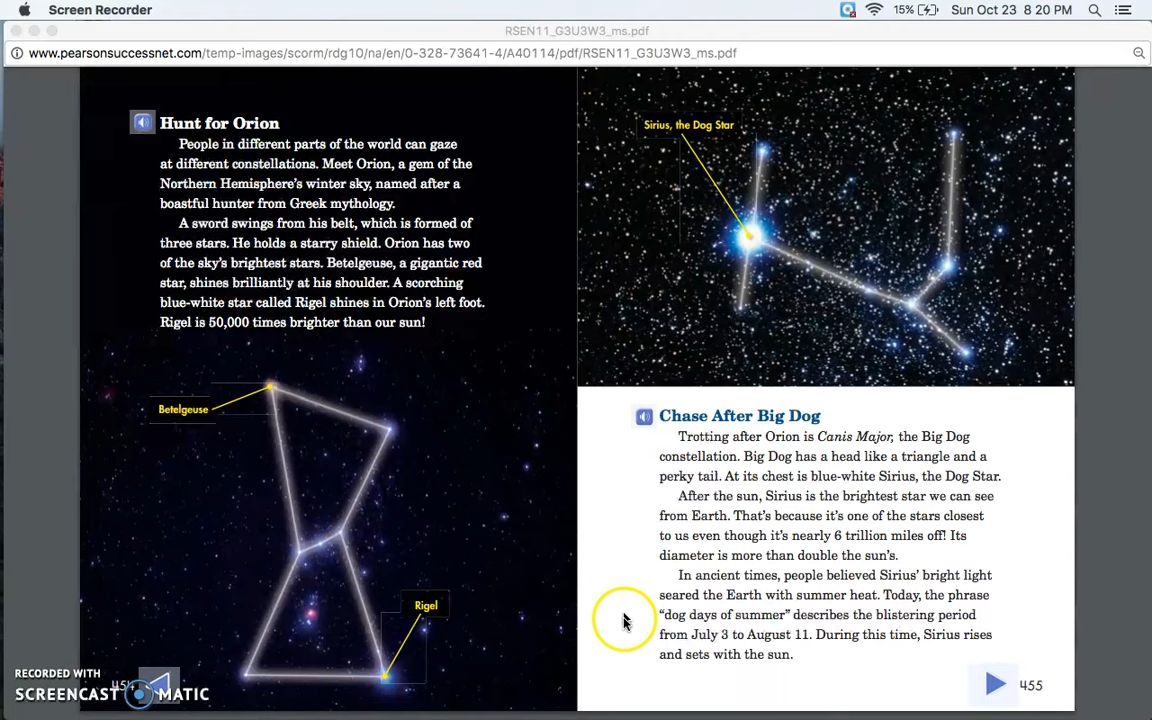 Screen Recorder
15%
Sun Oct 23 8:20 PM
RSEN11_G3U3W3_ms.pdf
www.pearsonsuccessnet.com/temp-images/scorm/rdg10/na/en/0-328-73641-4/A40114/pdf/RSEN11_G3U3W3_ms.pdf
Hunt for Orion
People in different parts of the world can gaze
at different constellations. Meet Orion, a gem of the
Northern Hemisphere's winter sky, named after a
boastful hunter from Greek mythology.
A sword swings from his belt, which is formed of
three stars. He holds a starry shield. Orion has two
of the sky's brightest stars. Betelgeuse, a gigantic red
star, shines brilliantly at his shoulder. A scorching
blue-white star called Rigel shines in Orion's left foot.
Rigel is 50,000 times brighter than our sun!
Betelgeuse
Rigel
RECORDED WITH
SCREENCAST MATIC
Sirius, the Dog Star
Chase After Big Dog
Trotting after Orion is Canis Major, the Big Dog
constellation. Big Dog has a head like a triangle and a
perky tail. At its chest is blue-white Sirius, the Dog Star.
After the sun, Sirius is the brightest star we can see
from Earth. That's because it's one of the stars closest
to us even though it's nearly 6 trillion miles off! Its
diameter is more than double the sun's.
In ancient times, people believed Sirius' bright light
seared the Earth with summer heat. Today, the phrase
"dog days of summer" describes the blistering period
from July 3 to August 11. During this time, Sirius rises
and sets with the sun.
455